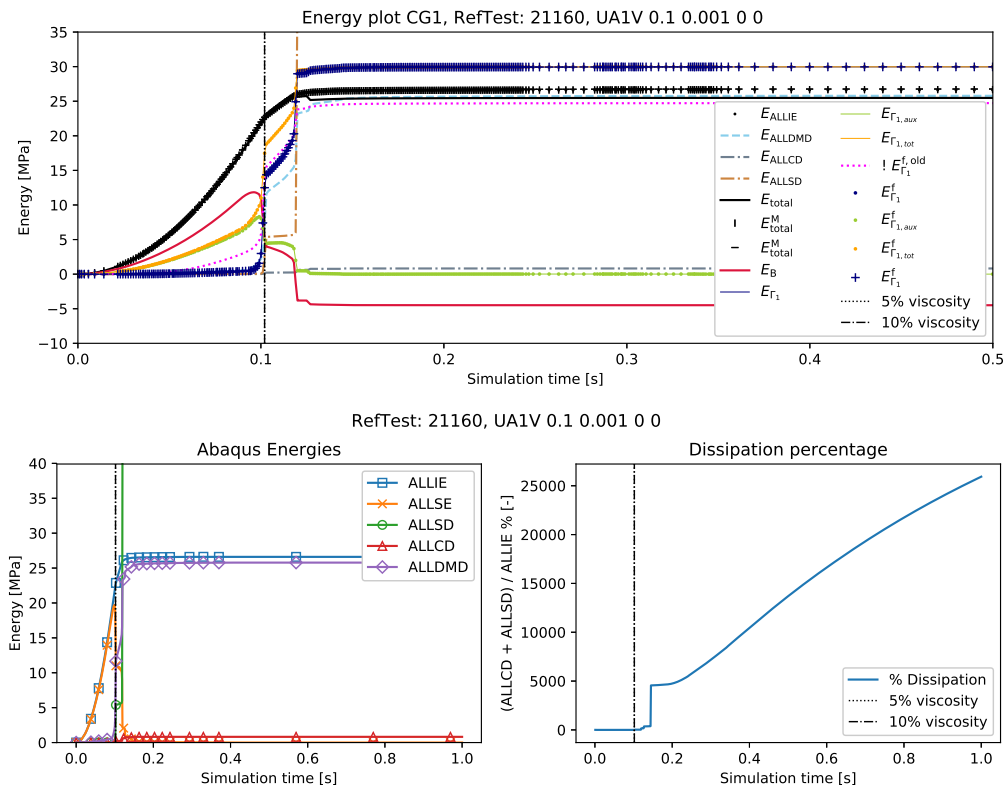 Energy plot CG1, RefTest: 21160, UA1V 0.1 0.001 0 0
35
30
25
20
15
10
5
0
−5
−10
Energy [MPa]
0.0 0.1 0.2 0.3 0.4 0.5
Simulation time [s]
E_ALLIE
E_ALLDMD
E_ALLCD
E_ALLSD
E_total
E^M_total
E^M_total
E_B
E_Γ₁
E_Γ₁,aux
E_Γ₁,tot
! E^f,old_Γ₁
E^f_Γ₁
E^f_Γ₁,aux
E^f_Γ₁,tot
E^f_Γ₁
5% viscosity
10% viscosity
RefTest: 21160, UA1V 0.1 0.001 0 0
Abaqus Energies
40
35
30
25
20
15
10
5
0
Energy [MPa]
0.0 0.2 0.4 0.6 0.8 1.0
Simulation time [s]
ALLIE
ALLSE
ALLSD
ALLCD
ALLDMD
Dissipation percentage
25000
20000
15000
10000
5000
0
(ALLCD + ALLSD) / ALLIE % [-]
0.0 0.2 0.4 0.6 0.8 1.0
Simulation time [s]
% Dissipation
5% viscosity
10% viscosity